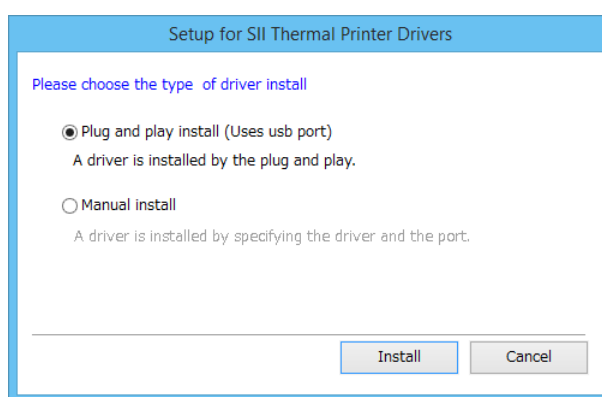 Setup for SII Thermal Printer Drivers
Please choose the type of driver install
Plug and play install (Uses usb port)
A driver is installed by the plug and play.
Manual install
A driver is installed by specifying the driver and the port.
Install Cancel